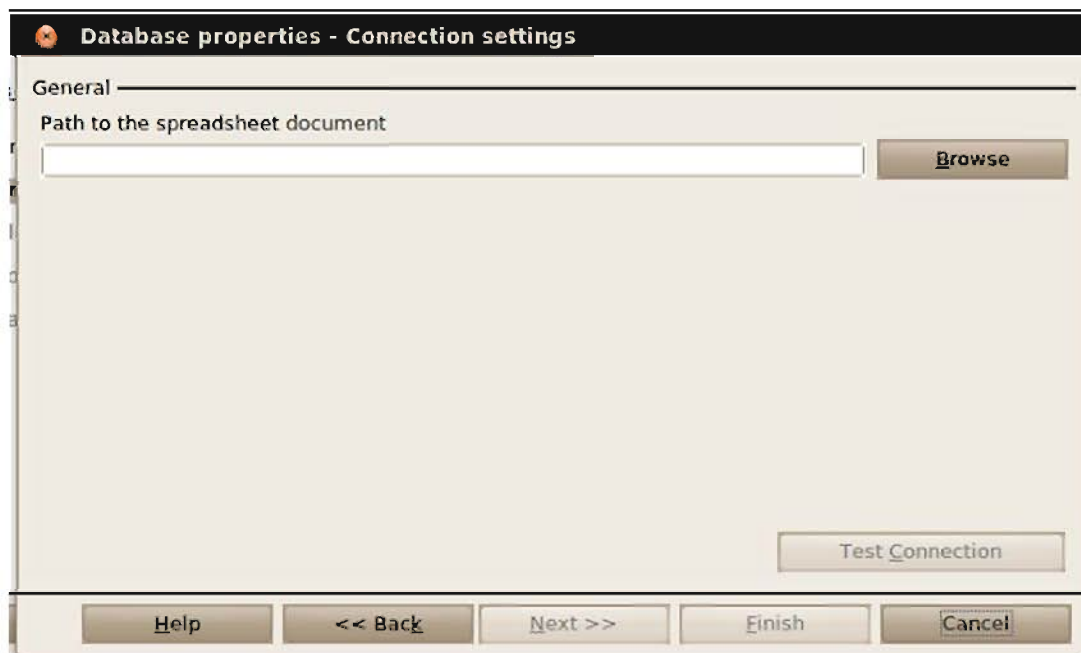 Database properties - Connection settings
General
Path to the spreadsheet document
Browse
Test Connection
Help
<< Back
Next >>
Finish
Cancel